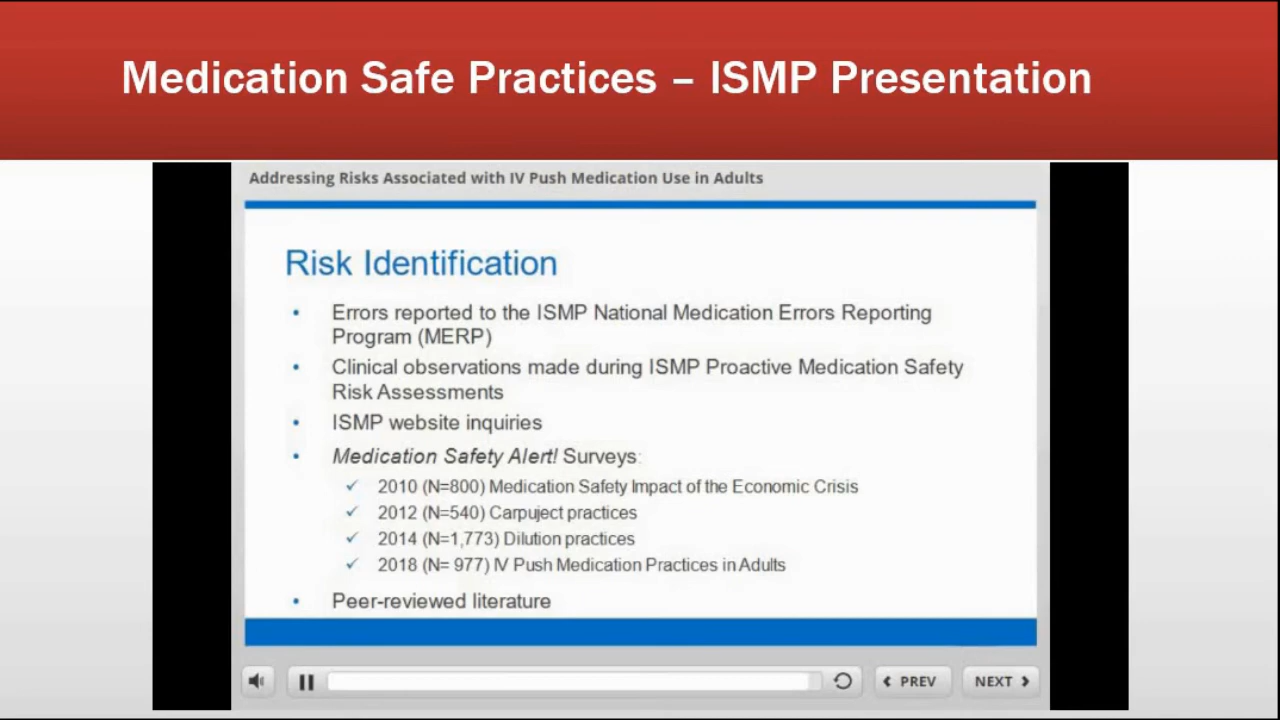 Medication Safe Practices – ISMP Presentation
Addressing Risks Associated with IV Push Medication Use in Adults
Risk Identification
• Errors reported to the ISMP National Medication Errors Reporting
Program (MERP)
• Clinical observations made during ISMP Proactive Medication Safety
Risk Assessments
• ISMP website inquiries
• Medication Safety Alert! Surveys:
✓ 2010 (N=800) Medication Safety Impact of the Economic Crisis
✓ 2012 (N=540) Carpuject practices
✓ 2014 (N=1,773) Dilution practices
✓ 2018 (N= 977) IV Push Medication Practices in Adults
• Peer-reviewed literature
PREV NEXT